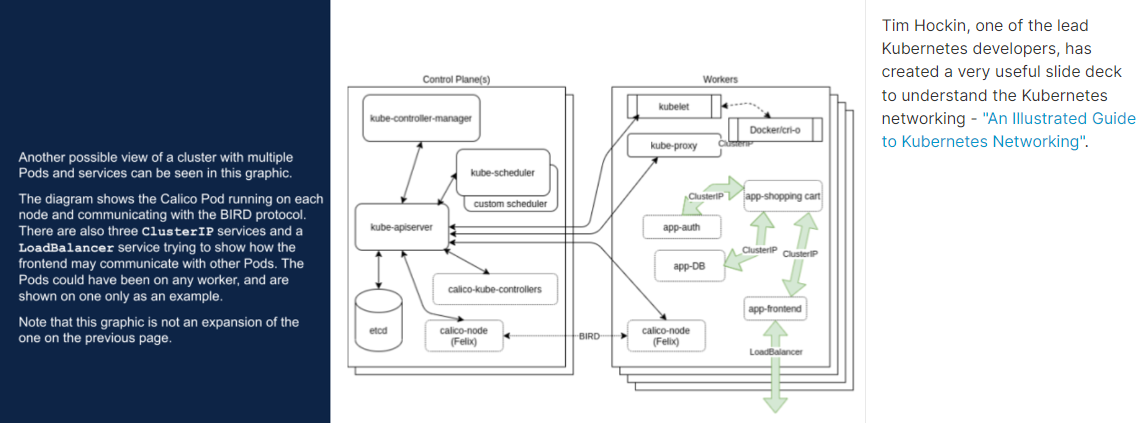 Another possible view of a cluster with multiple
Pods and services can be seen in this graphic.
The diagram shows the Calico Pod running on each
node and communicating with the BIRD protocol.
There are also three ClusterIP services and a
LoadBalancer service trying to show how the
frontend may communicate with other Pods. The
Pods could have been on any worker, and are
shown on one only as an example.
Note that this graphic is not an expansion of the
one on the previous page.
Control Plane(s)
kube-controller-manager
kube-scheduler
custom scheduler
kube-apiserver
calico-kube-controllers
etcd
calico-node
(Felix)
BIRD
Workers
kubelet
Docker/cri-o
kube-proxy
ClusterIP
ClusterIP
app-shopping cart
app-auth
app-DB
ClusterIP
ClusterIP
app-frontend
calico-node
(Felix)
LoadBalancer
Tim Hockin, one of the lead
Kubernetes developers, has
created a very useful slide deck
to understand the Kubernetes
networking - "An Illustrated Guide
to Kubernetes Networking".